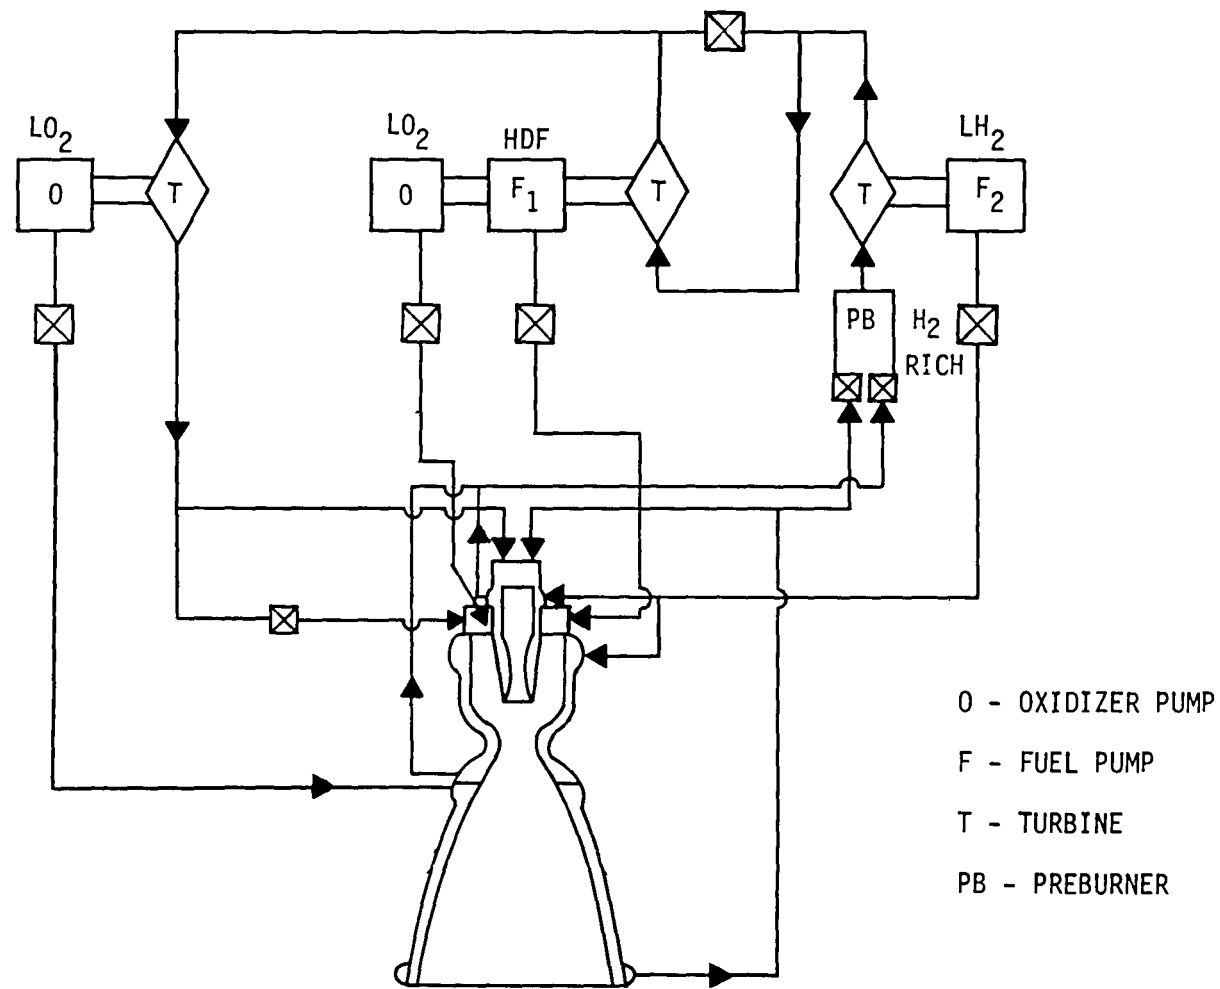 LO2
LO2
HDF
LH2
O
T
O
F1
T
T
F2
PB
H2
RICH
O - OXIDIZER PUMP
F - FUEL PUMP
T - TURBINE
PB - PREBURNER